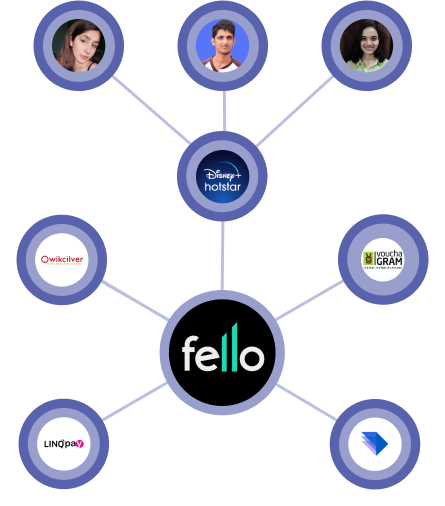 Disney+
hotstar
Qwikcilver
voucha
GRAM
fello
LINQpay